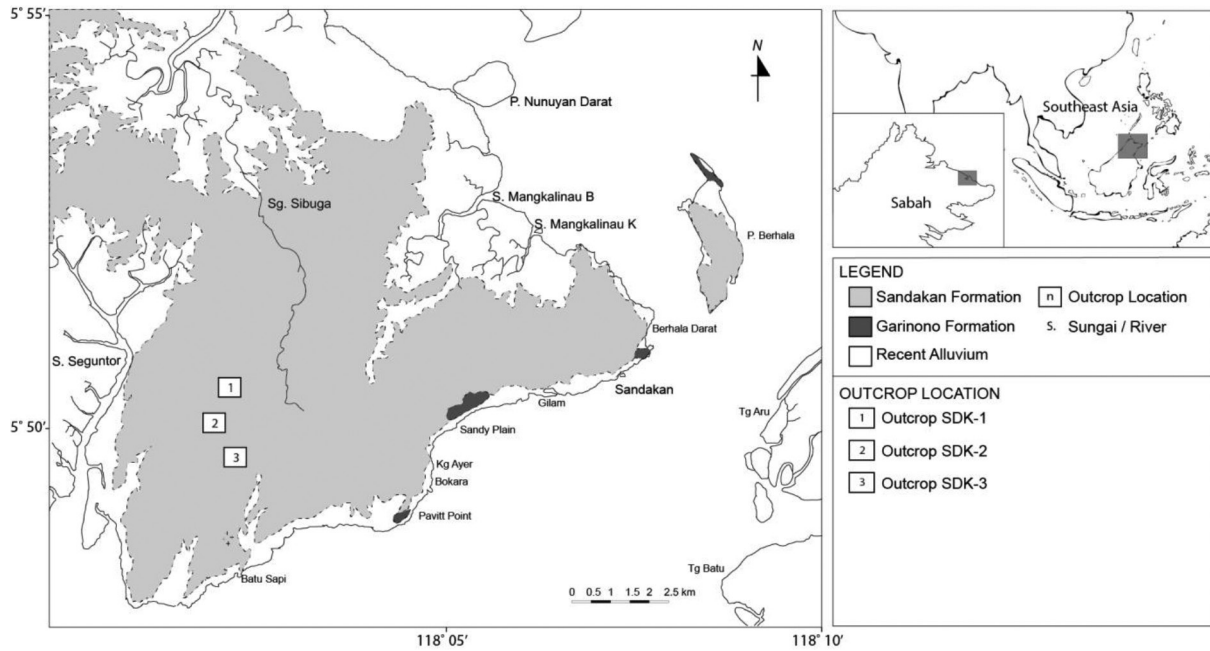 5° 55'
5° 50'
118° 05'
118° 10'
N
P. Nunuyan Darat
Sg. Sibuga
S. Mangkalinau B
S. Mangkalinau K
P. Berhala
Berhala Darat
S. Seguntor
Sandakan
Gilam
Sandy Plain
Tg Aru
Kg Ayer
Bokara
Pavitt Point
Batu Sapi
Tg Batu
1
2
3
0 0.5 1 1.5 2 2.5 km
Southeast Asia
Sabah
LEGEND
Sandakan Formation
n Outcrop Location
Garinono Formation
S. Sungai / River
Recent Alluvium
OUTCROP LOCATION
1 Outcrop SDK-1
2 Outcrop SDK-2
3 Outcrop SDK-3